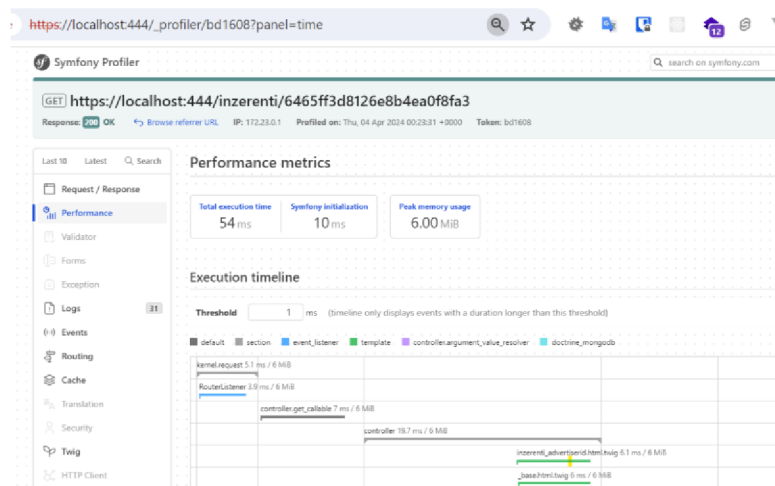 https://localhost:444/_profiler/bd1608?panel=time
12
sf Symfony Profiler
search on symfony.com
GET https://localhost:444/inzerenti/6465ff3d8126e8b4ea0f8fa3
Response: 200 OK Browse referrer URL IP: 172.23.0.1 Profiled on: Thu, 04 Apr 2024 00:23:31 +0000 Token: bd1608
Last 10 Latest Search
Request / Response
Performance
Validator
Forms
Exception
Logs 31
Events
Routing
Cache
Translation
Security
Twig
HTTP Client
Performance metrics
Total execution time Symfony initialization Peak memory usage
54 ms 10 ms 6.00 MiB
Execution timeline
Threshold 1 ms (timeline only displays events with a duration longer than this threshold)
default section event_listener template controller.argument_value_resolver doctrine_mongodb
kernel.request 5.1 ms / 6 MiB
RouterListener 3.9 ms / 6 MiB
controller.get_callable 7 ms / 6 MiB
controller 19.7 ms / 6 MiB
inzerenti_advertiserid.html.twig 6.1 ms / 6 MiB
_base.html.twig 6 ms / 6 MiB